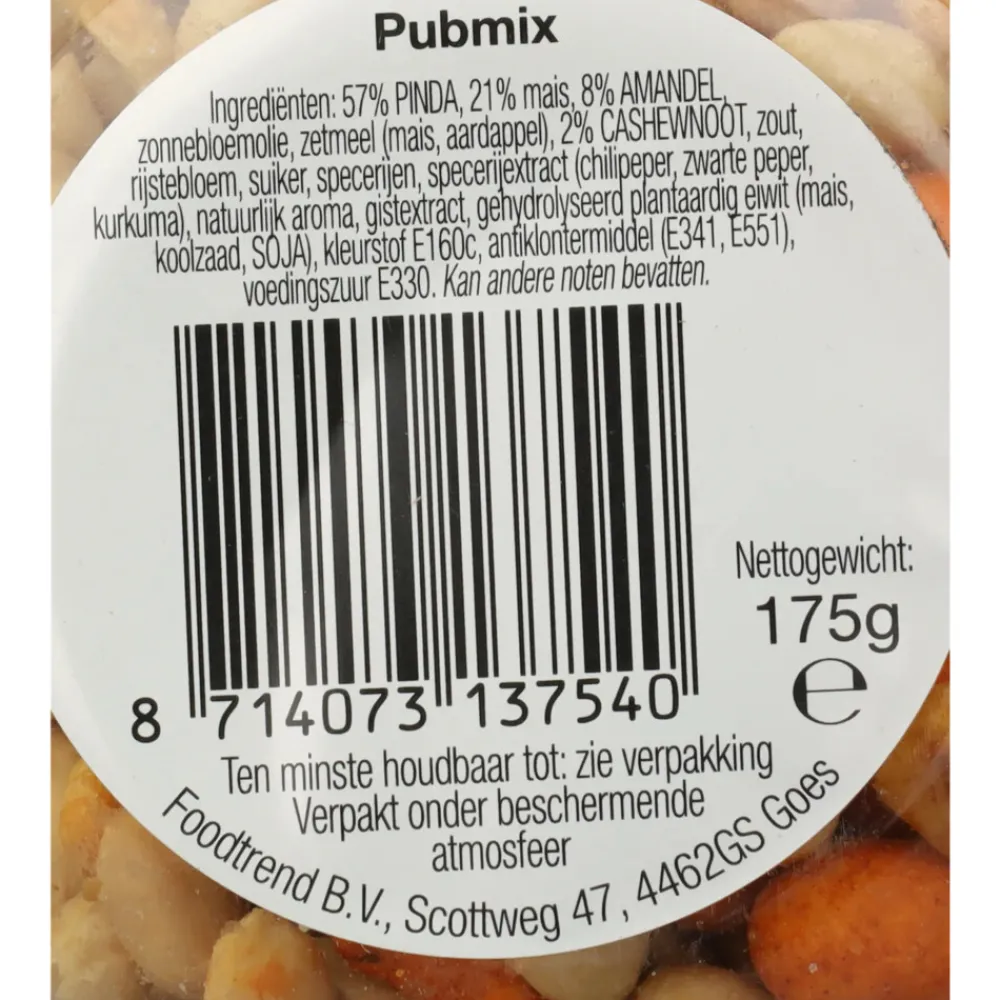 Pubmix
Ingrediënten: 57% PINDA, 21% mais, 8% AMANDEL,
zonnebloemolie, zetmeel (mais, aardappel), 2% CASHEWNOOT, zout,
rijstebloem, suiker, specerijen, specerijextract (chilipeper, zwarte peper,
kurkuma), natuurlijk aroma, gistextract, gehydrolyseerd plantaardig eiwit (mais,
koolzaad, SOJA), kleurstof E160c, antiklontermiddel (E341, E551),
voedingszuur E330. Kan andere noten bevatten.
Nettogewicht:
175g
e
8 714073 137540
Ten minste houdbaar tot: zie verpakking
Verpakt onder beschermende
atmosfeer
Foodtrend B.V., Scottweg 47, 4462GS Goes